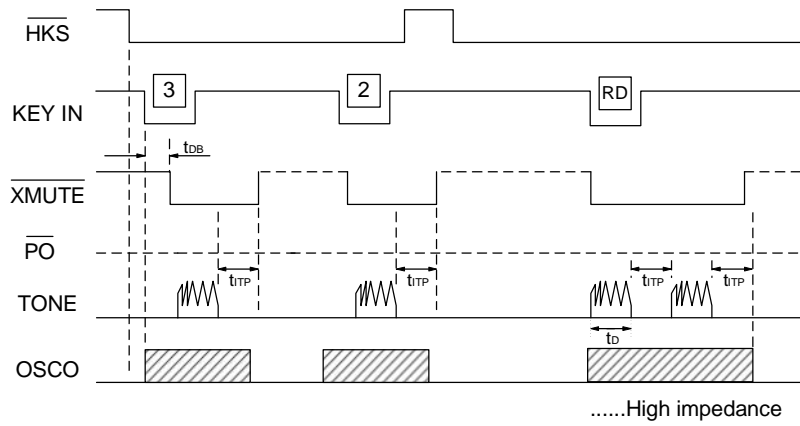 HKS
3
2
RD
KEY IN
tDB
XMUTE
PO
tITP
tITP
tITP
tITP
TONE
tD
OSCO
......High impedance